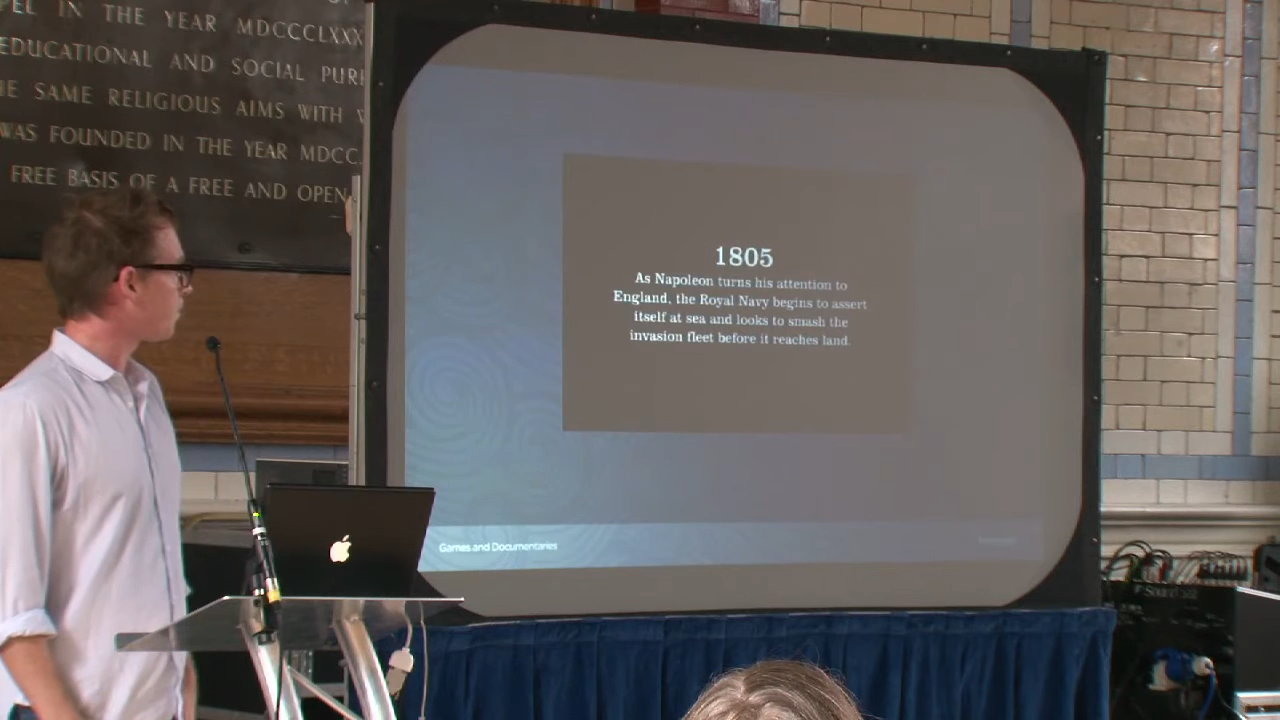 PEL IN THE YEAR MDCCCLXXX
EDUCATIONAL AND SOCIAL PUR
SAME RELIGIOUS AIMS WITH
WAS FOUNDED IN THE YEAR MDCC
FREE BASIS OF A FREE AND OPEN
1805
As Napoleon turns his attention to
England, the Royal Navy begins to assert
itself at sea and looks to smash the
invasion fleet before it reaches land.
Games and Documentaries